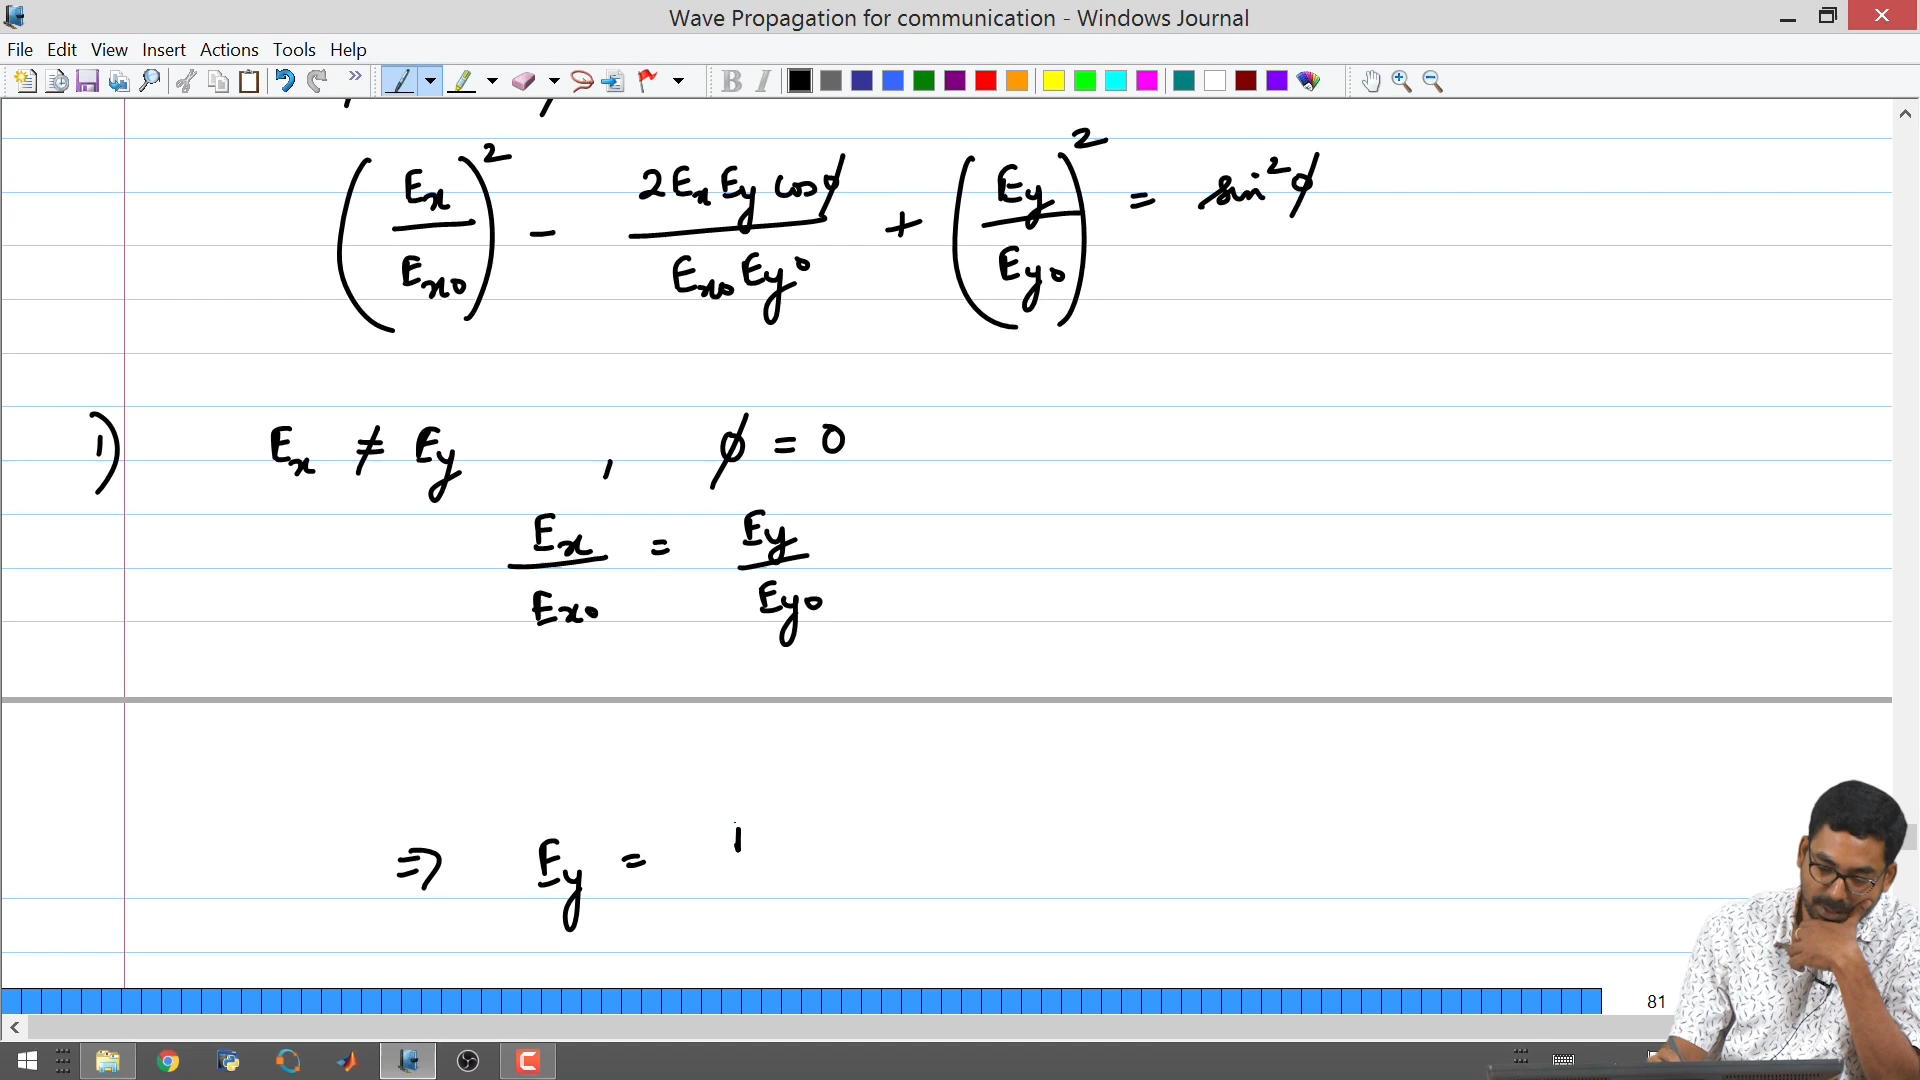 Wave Propagation for communication - Windows Journal
File Edit View Insert Actions Tools Help
(Ex/Ex0)² - 2ExEy cosϕ/Ex0Ey0 + (Ey/Ey0)² = sin²ϕ
1) Ex ≠ Ey , ϕ = 0
Ex/Ex0 = Ey/Ey0
⇒ Ey =
81